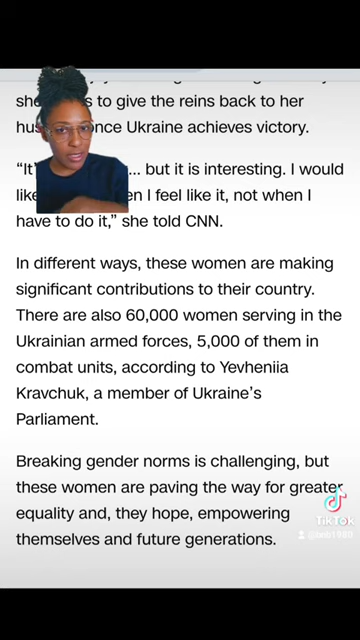 to give the reins back to her
once Ukraine achieves victory.
“It ... but it is interesting. I would
like I feel like it, not when I
have to do it,” she told CNN.
In different ways, these women are making
significant contributions to their country.
There are also 60,000 women serving in the
Ukrainian armed forces, 5,000 of them in
combat units, according to Yevheniia
Kravchuk, a member of Ukraine’s
Parliament.
Breaking gender norms is challenging, but
these women are paving the way for greater
equality and, they hope, empowering
themselves and future generations.
TikTok